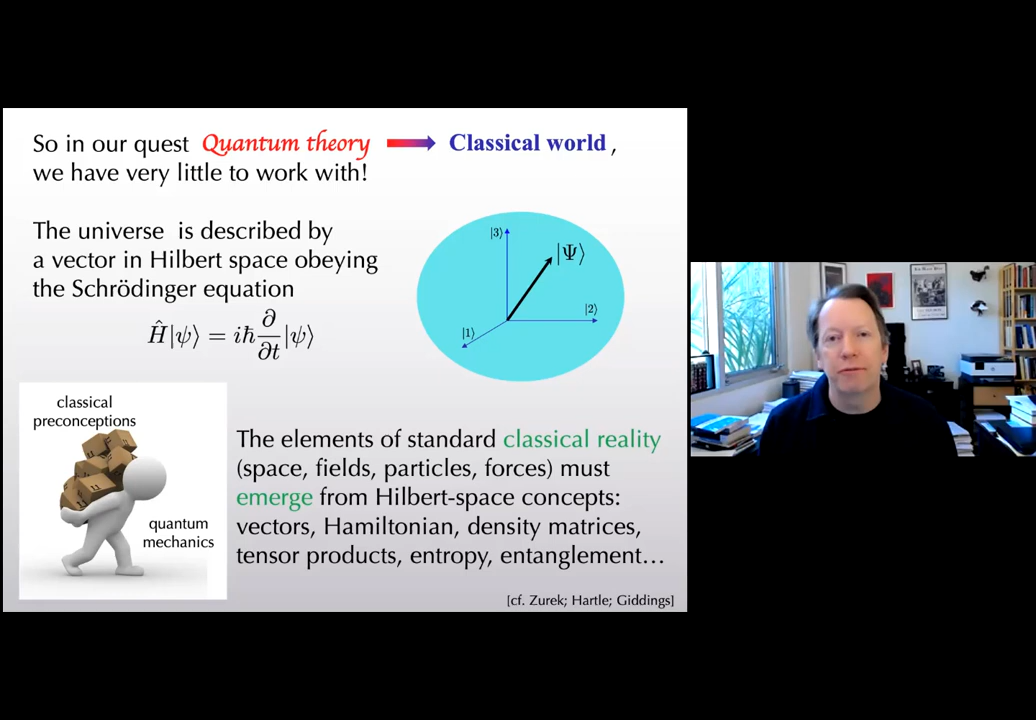 So in our quest Quantum theory Classical world ,
we have very little to work with!
The universe is described by
a vector in Hilbert space obeying
the Schrödinger equation
Ĥ|ψ⟩ = iħ ∂/∂t |ψ⟩
|3⟩
|Ψ⟩
|2⟩
|1⟩
classical
preconceptions
quantum
mechanics
The elements of standard classical reality
(space, fields, particles, forces) must
emerge from Hilbert-space concepts:
vectors, Hamiltonian, density matrices,
tensor products, entropy, entanglement…
[cf. Zurek; Hartle; Giddings]